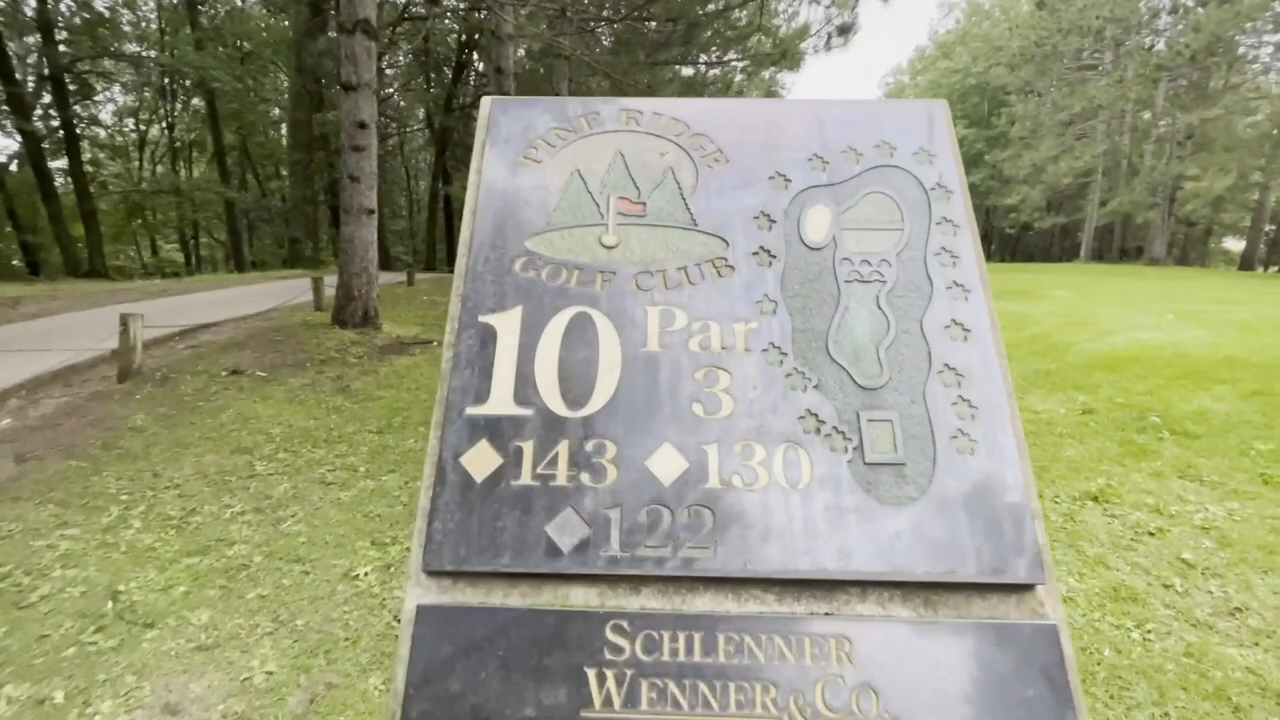 PINE RIDGE
GOLF CLUB
10 Par 3
143 130
122
SCHLENNER
WENNER & CO.